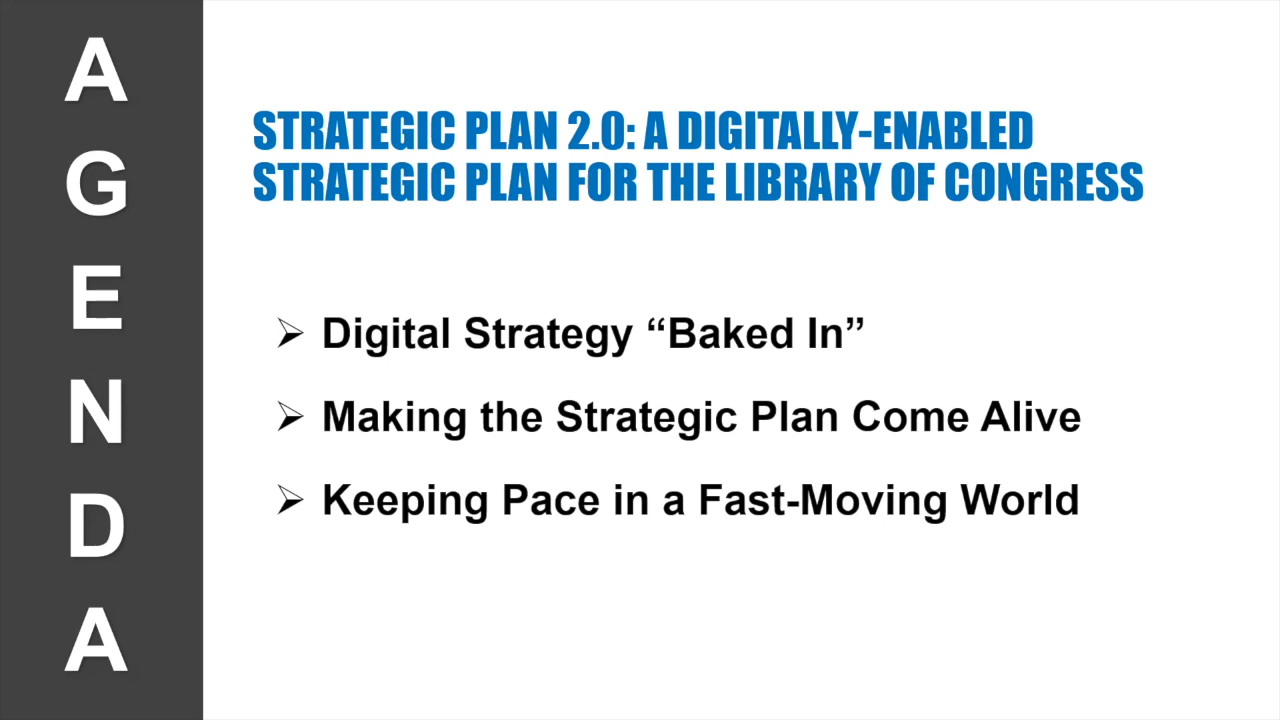 AGENDA
STRATEGIC PLAN 2.0: A DIGITALLY-ENABLED
STRATEGIC PLAN FOR THE LIBRARY OF CONGRESS
Digital Strategy “Baked In”
Making the Strategic Plan Come Alive
Keeping Pace in a Fast-Moving World